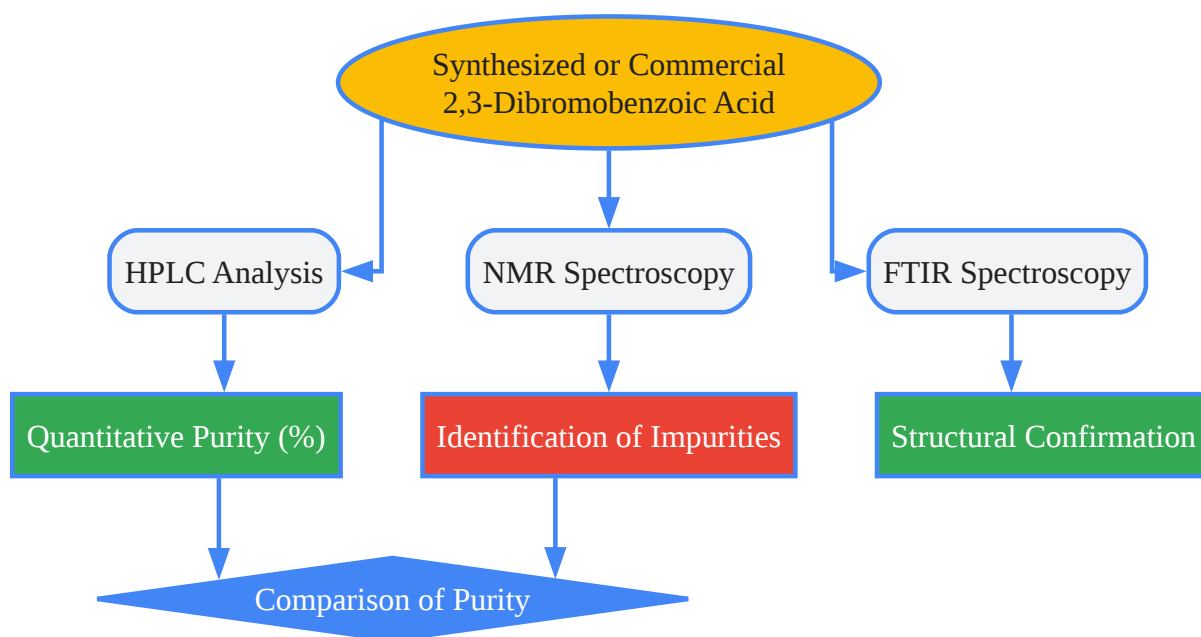 Synthesized or Commercial
2,3-Dibromobenzoic Acid
HPLC Analysis
NMR Spectroscopy
FTIR Spectroscopy
Quantitative Purity (%)
Identification of Impurities
Structural Confirmation
Comparison of Purity